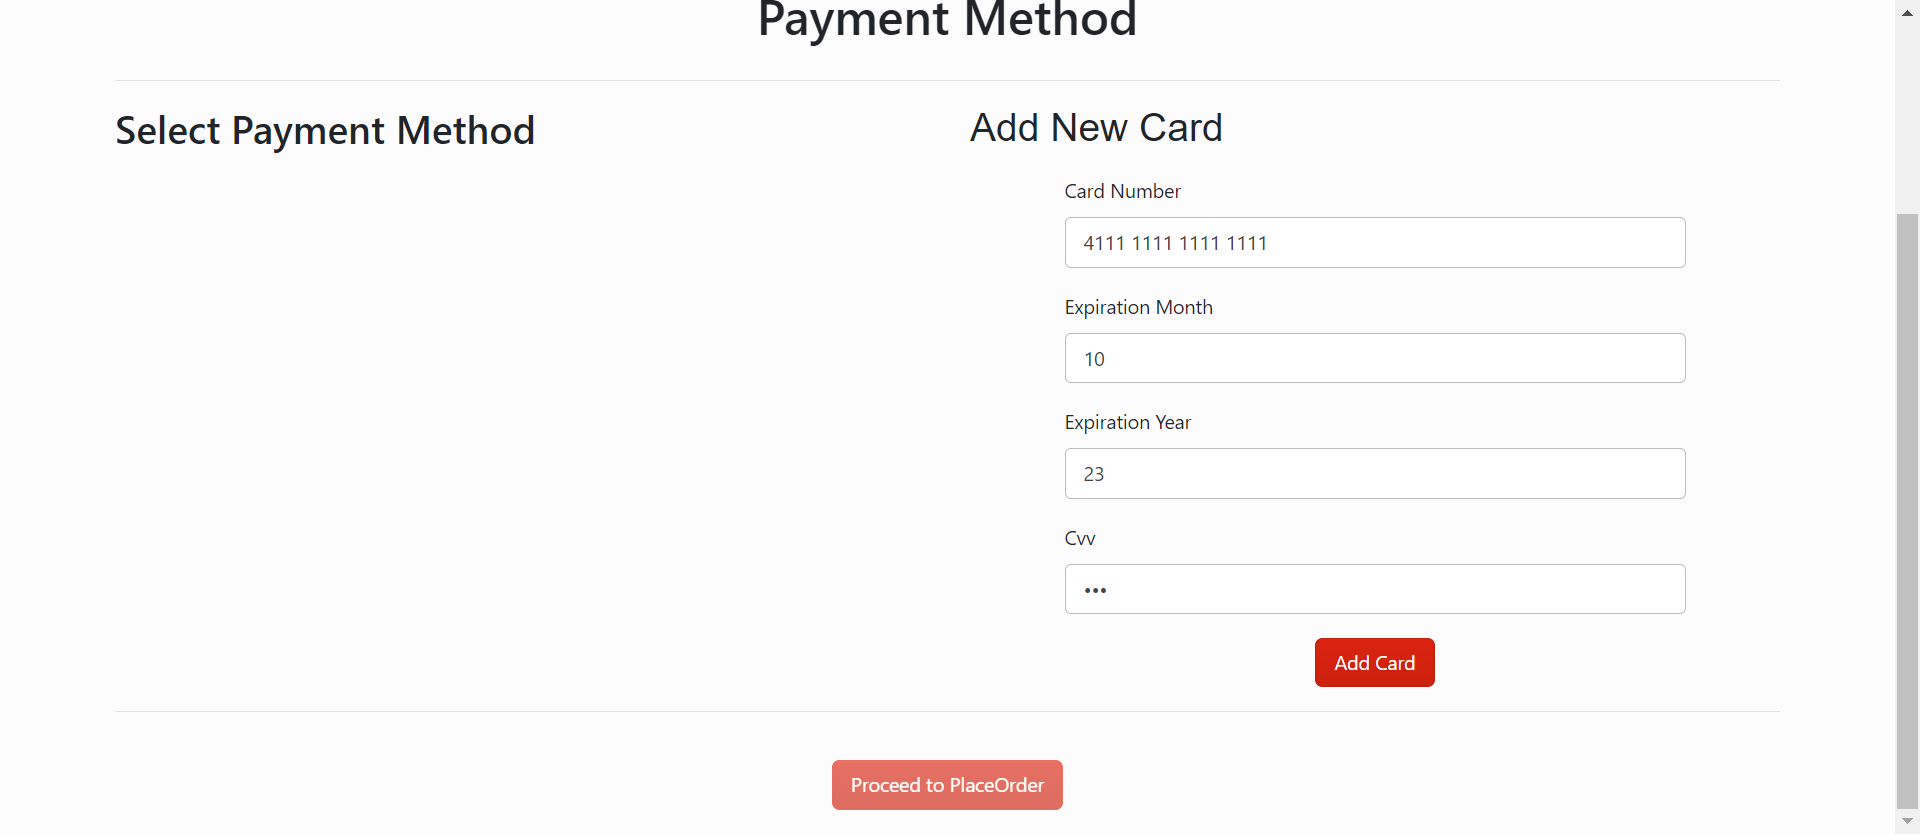 Payment Method
Select Payment Method
Add New Card
Card Number
4111 1111 1111 1111
Expiration Month
10
Expiration Year
23
Cvv
•••
Add Card
Proceed to PlaceOrder